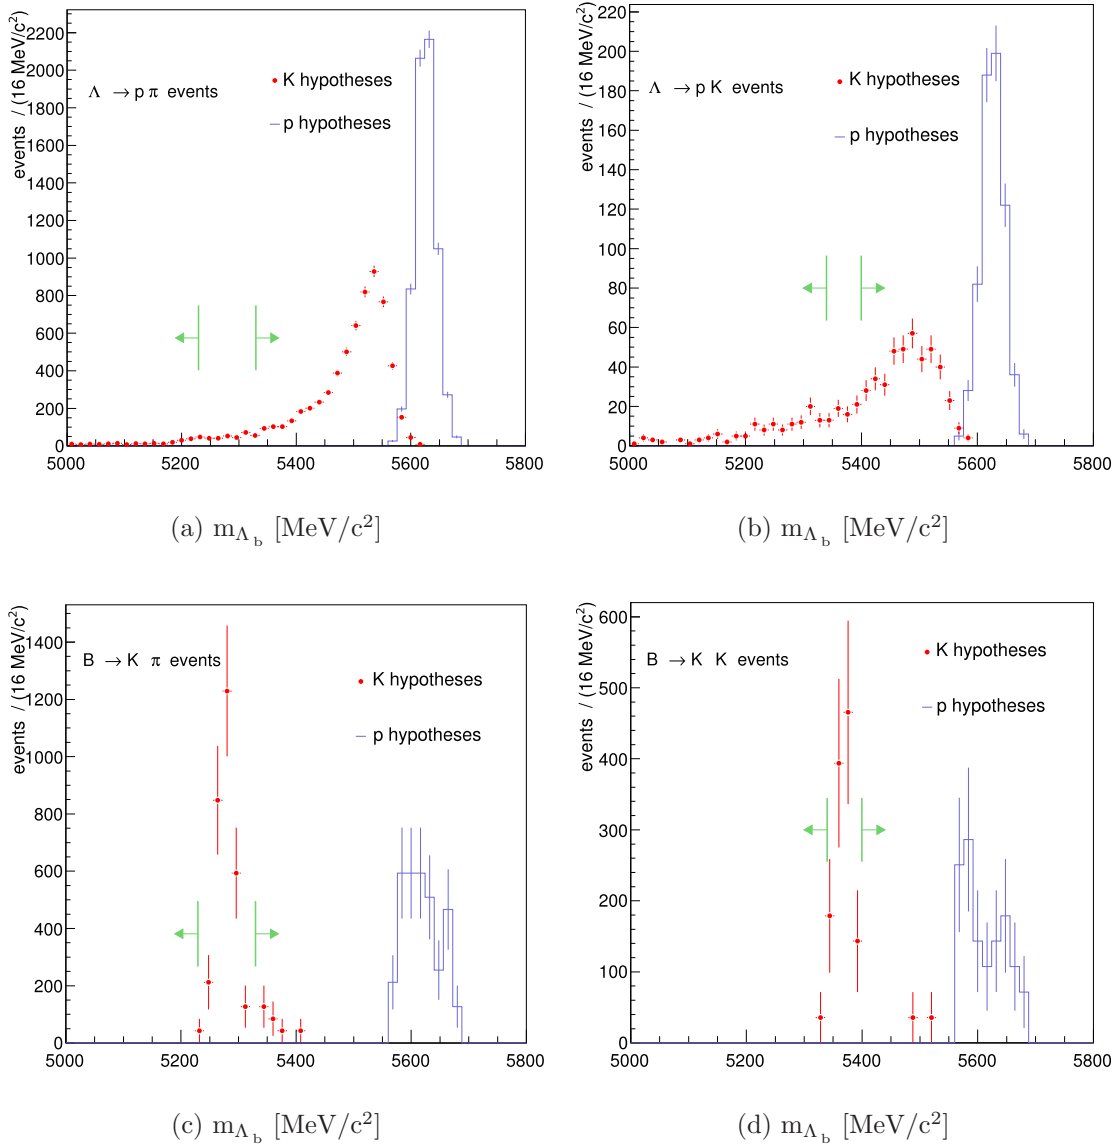 events / (16 MeV/c²)
2200
2000
1800
1600
1400
1200
1000
800
600
400
200
0
Λ → p π events
K hypotheses
p hypotheses
5000 5200 5400 5600 5800
(a) m_Λ_b [MeV/c²]
events / (16 MeV/c²)
220
200
180
160
140
120
100
80
60
40
20
0
Λ → p K events
K hypotheses
p hypotheses
5000 5200 5400 5600 5800
(b) m_Λ_b [MeV/c²]
events / (16 MeV/c²)
1400
1200
1000
800
600
400
200
0
B → K π events
K hypotheses
p hypotheses
5000 5200 5400 5600 5800
(c) m_Λ_b [MeV/c²]
events / (16 MeV/c²)
600
500
400
300
200
100
0
B → K K events
K hypotheses
p hypotheses
5000 5200 5400 5600 5800
(d) m_Λ_b [MeV/c²]